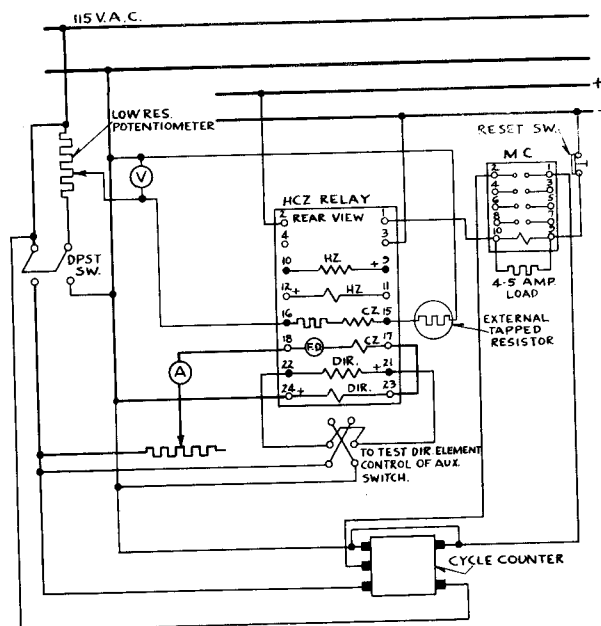 115 V. A. C.
+
-
LOW RES.
POTENTIOMETER
RESET SW.
M C
2 1
4 3
6 5
8 7
10 9
4-5 AMP.
LOAD
V
HCZ RELAY
REAR VIEW
2 1
4 3
10 HZ + 9
12 + HZ 11
16 CZ 15
18 F.D CZ 17
22 DIR. + 21
24 + DIR. 23
DPST
SW.
EXTERNAL
TAPPED
RESISTOR
A
TO TEST DIR. ELEMENT
CONTROL OF AUX.
SWITCH.
CYCLE COUNTER